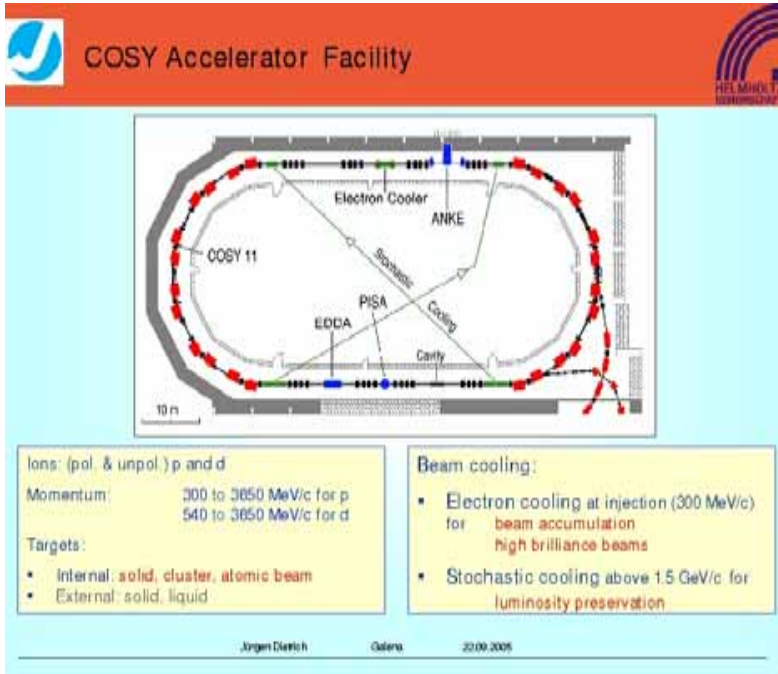 COSY Accelerator Facility
HELMHOLTZ
GEMEINSCHAFT
Electron Cooler
ANKE
COSY 11
Stochastic
Cooling
PISA
EDDA
Cavity
10 m
Ions: (pol. & unpol.) p and d
Momentum: 300 to 3650 MeV/c for p
540 to 3650 MeV/c for d
Targets:
▪ Internal: solid, cluster, atomic beam
▪ External: solid, liquid
Beam cooling:
▪ Electron cooling at injection (300 MeV/c)
for beam accumulation
high brilliance beams
▪ Stochastic cooling above 1.5 GeV/c for
luminosity preservation
Jürgen Dietrich Galena 22.09.2005